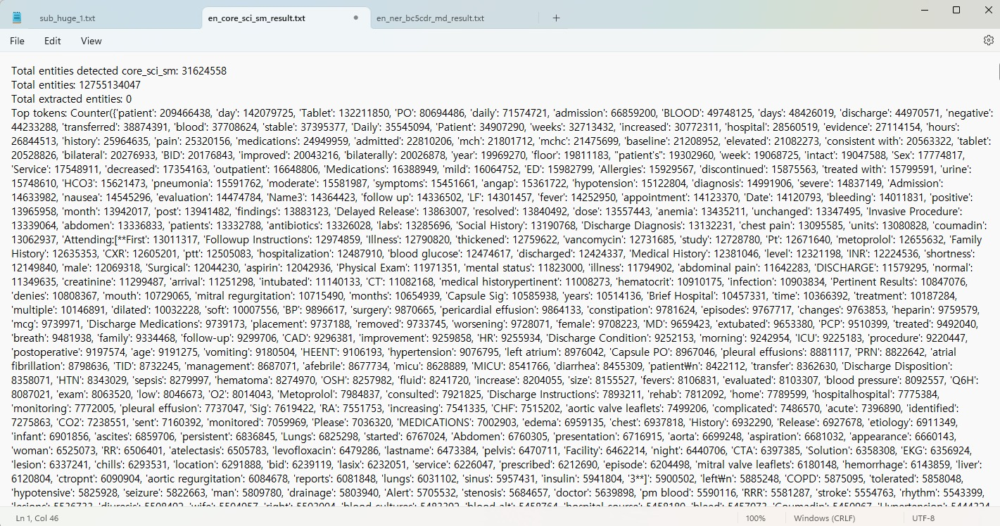 sub_huge_1.txt
en_core_sci_sm_result.txt
en_ner_bc5cdr_md_result.txt
File Edit View
Total entities detected core_sci_sm: 31624558
Total entities: 12755134047
Total extracted entities: 0
Top tokens: Counter({'patient': 209466438, 'day': 142079725, 'Tablet': 132211850, 'PO': 80694486, 'daily': 71574721, 'admission': 66859200, 'BLOOD': 49748125, 'days': 48426019, 'discharge': 44970571, 'negative':
44233288, 'transferred': 38874391, 'blood': 37708624, 'stable': 37395377, 'Daily': 35545094, 'Patient': 34907290, 'weeks': 32713432, 'increased': 30772311, 'hospital': 28560519, 'evidence': 27114154, 'hours':
26844513, 'history': 25964635, 'pain': 25320156, 'medications': 24949959, 'admitted': 22810206, 'mch': 21801712, 'mchc': 21475699, 'baseline': 21208952, 'elevated': 21082273, 'consistent with': 20563322, 'tablet':
20528826, 'bilateral': 20276933, 'BID': 20176843, 'improved': 20043216, 'bilaterally': 20026878, 'year': 19969270, 'floor': 19811183, "patient's": 19302960, 'week': 19068725, 'intact': 19047588, 'Sex': 17774817,
'Service': 17548911, 'decreased': 17354163, 'outpatient': 16648806, 'Medications': 16388949, 'mild': 16064752, 'ED': 15982799, 'Allergies': 15929567, 'discontinued': 15875563, 'treated with': 15799591, 'urine':
15748610, 'HCO3': 15621473, 'pneumonia': 15591762, 'moderate': 15581987, 'symptoms': 15451661, 'angap': 15361722, 'hypotension': 15122804, 'diagnosis': 14991906, 'severe': 14837149, 'Admission':
14633982, 'nausea': 14545296, 'evaluation': 14474784, 'Name3': 14364423, 'follow up': 14336502, 'LF': 14301457, 'fever': 14252950, 'appointment': 14123370, 'Date': 14120793, 'bleeding': 14011831, 'positive':
13965958, 'month': 13942017, 'post': 13941482, 'findings': 13883123, 'Delayed Release': 13863007, 'resolved': 13840492, 'dose': 13557443, 'anemia': 13435211, 'unchanged': 13347495, 'Invasive Procedure':
13339064, 'abdomen': 13336833, 'patients': 13332788, 'antibiotics': 13326028, 'labs': 13285696, 'Social History': 13190768, 'Discharge Diagnosis': 13132231, 'chest pain': 13095585, 'units': 13080828, 'coumadin':
13062937, 'Attending:[**First': 13011317, 'Followup Instructions': 12974859, 'Illness': 12790820, 'thickened': 12759622, 'vancomycin': 12731685, 'study': 12728780, 'Pt': 12671640, 'metoprolol': 12655632, 'Family
History': 12635353, 'CXR': 12605201, 'ptt': 12505083, 'hospitalization': 12487910, 'blood glucose': 12474617, 'discharged': 12424337, 'Medical History': 12381046, 'level': 12321198, 'INR': 12224536, 'shortness':
12149840, 'male': 12069318, 'Surgical': 12044230, 'aspirin': 12042936, 'Physical Exam': 11971351, 'mental status': 11823000, 'illness': 11794902, 'abdominal pain': 11642283, 'DISCHARGE': 11579295, 'normal':
11349635, 'creatinine': 11299487, 'arrival': 11251298, 'intubated': 11140133, 'CT': 11082168, 'medical historypertinent': 11008273, 'hematocrit': 10910175, 'infection': 10903834, 'Pertinent Results': 10847076,
'denies': 10808367, 'mouth': 10729065, 'mitral regurgitation': 10715490, 'months': 10654939, 'Capsule Sig': 10585938, 'years': 10514136, 'Brief Hospital': 10457331, 'time': 10366392, 'treatment': 10187284,
'multiple': 10146891, 'dilated': 10032228, 'soft': 10007556, 'BP': 9896617, 'surgery': 9870665, 'pericardial effusion': 9864133, 'constipation': 9781624, 'episodes': 9767717, 'changes': 9763853, 'heparin': 9759579,
'mcg': 9739971, 'Discharge Medications': 9739173, 'placement': 9737188, 'removed': 9733745, 'worsening': 9728071, 'female': 9708223, 'MD': 9659423, 'extubated': 9653380, 'PCP': 9510399, 'treated': 9492040,
'breath': 9481938, 'family': 9334468, 'follow-up': 9299706, 'CAD': 9296381, 'improvement': 9259858, 'HR': 9255934, 'Discharge Condition': 9252153, 'morning': 9242954, 'ICU': 9225183, 'procedure': 9220447,
'postoperative': 9197574, 'age': 9191275, 'vomiting': 9180504, 'HEENT': 9106193, 'hypertension': 9076795, 'left atrium': 8976042, 'Capsule PO': 8967046, 'pleural effusions': 8881117, 'PRN': 8822642, 'atrial
fibrillation': 8798636, 'TID': 8732245, 'management': 8687071, 'afebrile': 8677734, 'micu': 8628889, 'MICU': 8541766, 'diarrhea': 8455309, 'patient₩n': 8422112, 'transfer': 8362630, 'Discharge Disposition':
8358071, 'HTN': 8343029, 'sepsis': 8279997, 'hematoma': 8274970, 'OSH': 8257982, 'fluid': 8241720, 'increase': 8204055, 'size': 8155527, 'fevers': 8106831, 'evaluated': 8103307, 'blood pressure': 8092557, 'Q6H':
8087021, 'exam': 8063520, 'low': 8046673, 'O2': 8014043, 'Metoprolol': 7984837, 'consulted': 7921825, 'Discharge Instructions': 7893211, 'rehab': 7812092, 'home': 7789599, 'hospitalhospital': 7775384,
'monitoring': 7772005, 'pleural effusion': 7737047, 'Sig': 7619422, 'RA': 7551753, 'increasing': 7541335, 'CHF': 7515202, 'aortic valve leaflets': 7499206, 'complicated': 7486570, 'acute': 7396890, 'identified':
7275863, 'CO2': 7238551, 'sent': 7160392, 'monitored': 7059969, 'Please': 7036320, 'MEDICATIONS': 7002903, 'edema': 6959135, 'chest': 6937818, 'History': 6932290, 'Release': 6927678, 'etiology': 6911349,
'infant': 6901856, 'ascites': 6859706, 'persistent': 6836845, 'Lungs': 6825298, 'started': 6767024, 'Abdomen': 6760305, 'presentation': 6716915, 'aorta': 6699248, 'aspiration': 6681032, 'appearance': 6660143,
'woman': 6525073, 'RR': 6506401, 'atelectasis': 6505783, 'levofloxacin': 6479286, 'lastname': 6473384, 'pelvis': 6470711, 'Facility': 6462214, 'night': 6440706, 'CTA': 6397385, 'Solution': 6358308, 'EKG': 6356924,
'lesion': 6337241, 'chills': 6293531, 'location': 6291888, 'bid': 6239119, 'lasix': 6232051, 'service': 6226047, 'prescribed': 6212690, 'episode': 6204498, 'mitral valve leaflets': 6180148, 'hemorrhage': 6143859, 'liver':
6120804, 'ctropnt': 6090904, 'aortic regurgitation': 6084678, 'reports': 6081848, 'lungs': 6031102, 'sinus': 5957431, 'insulin': 5941804, '3**]': 5900502, 'left₩n': 5885248, 'COPD': 5875095, 'tolerated': 5858048,
'hypotensive': 5825928, 'seizure': 5822663, 'man': 5809780, 'drainage': 5803940, 'Alert': 5705532, 'stenosis': 5684657, 'doctor': 5639898, 'pm blood': 5590116, 'RRR': 5581287, 'stroke': 5554763, 'rhythm': 5543399,
Ln 1, Col 46
100%
Windows (CRLF)
UTF-8